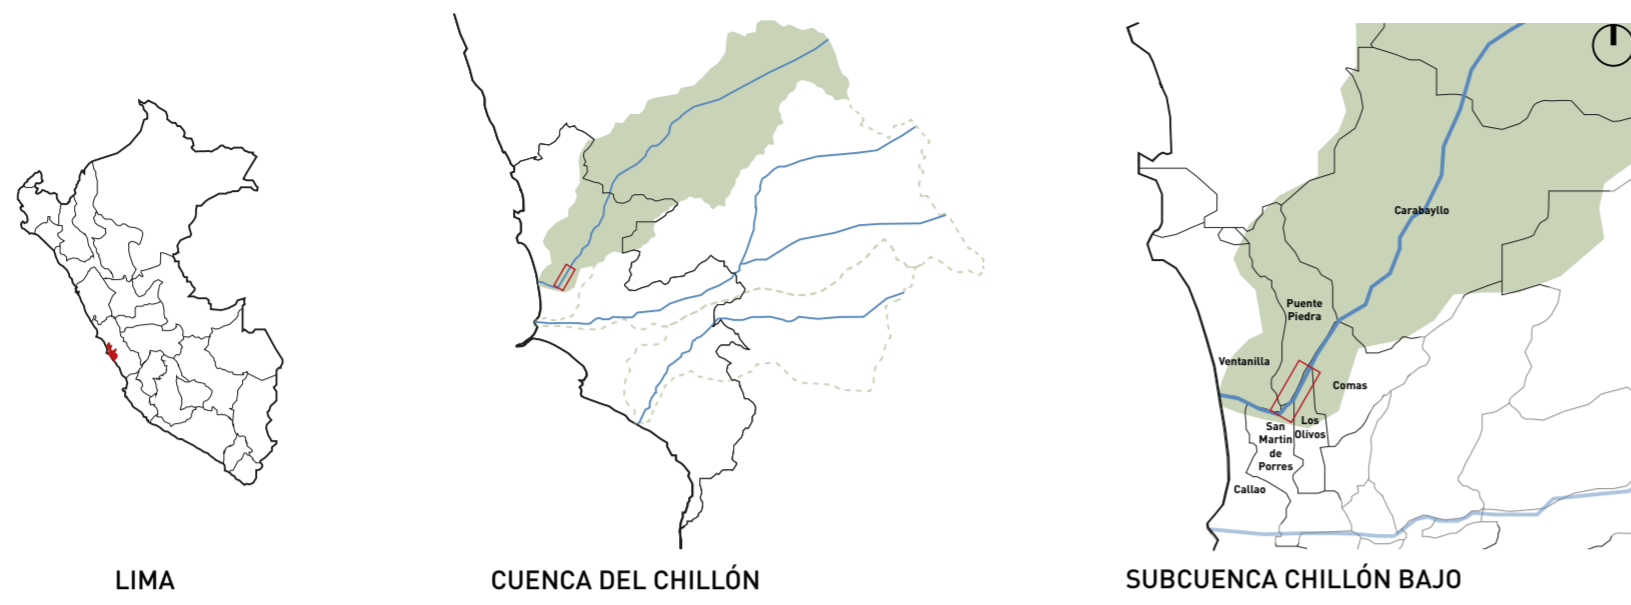 Carabayllo
Puente
Piedra
Ventanilla
Comas
Los
Olivos
San
Martin
de
Porres
Callao
LIMA
CUENCA DEL CHILLÓN
SUBCUENCA CHILLÓN BAJO